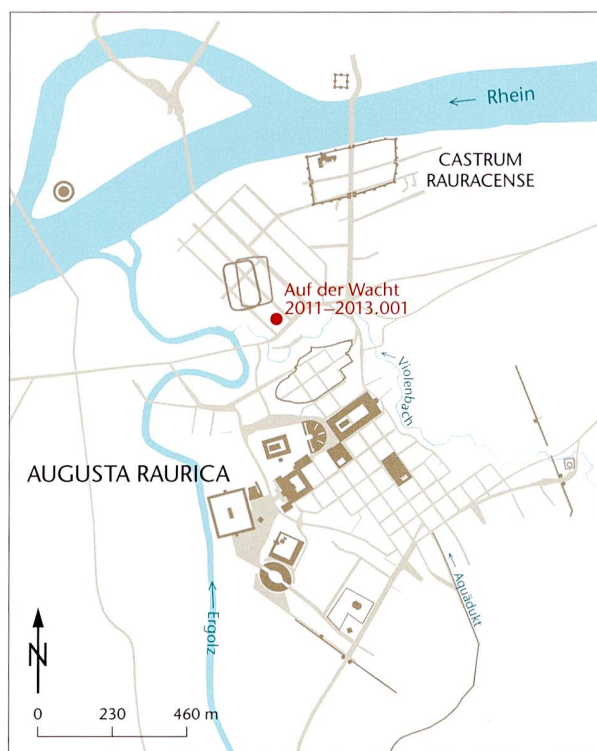 Rhein
CASTRUM
RAURACENSE
Auf der Wacht
2011–2013.001
Violenbach
AUGUSTA RAURICA
Aquädukt
Ergolz
N
0 230 460 m